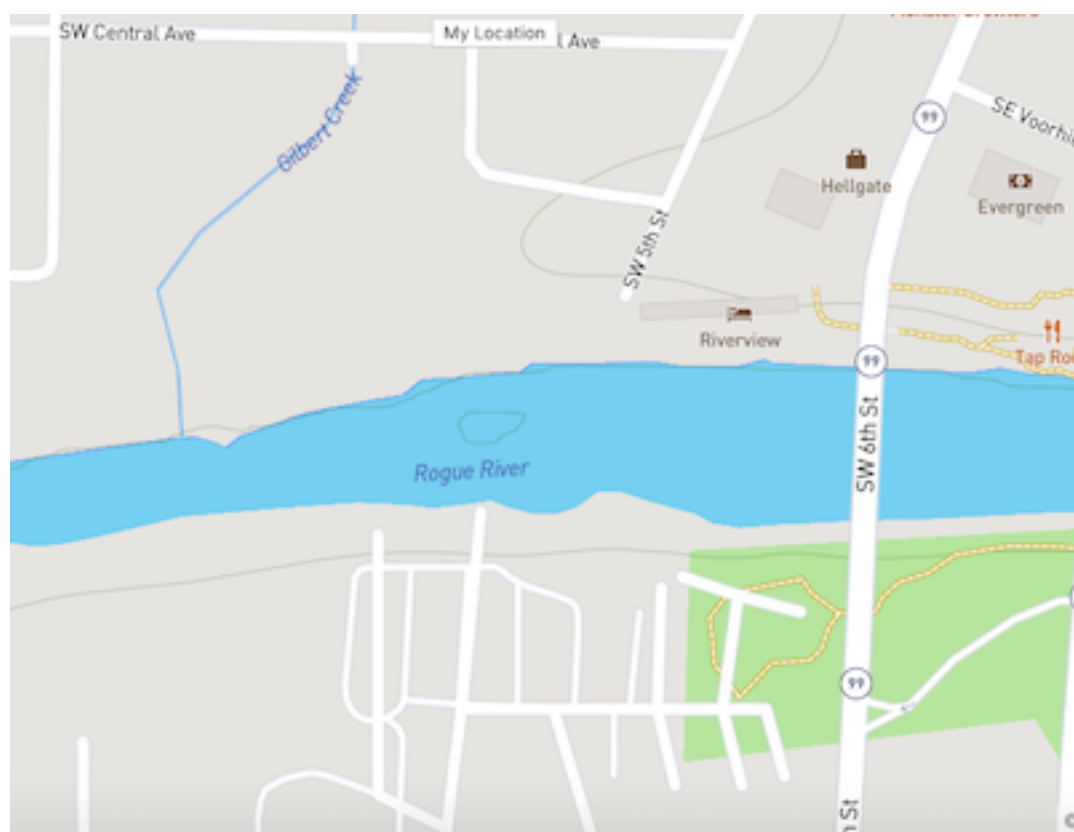 SW Central Ave
My Location
l Ave
99
SE Voorhi
Gilbert Creek
Hellgate
Evergreen
SW 5th St
Riverview
99
Tap Ro
Rogue River
SW 6th St
99
h St